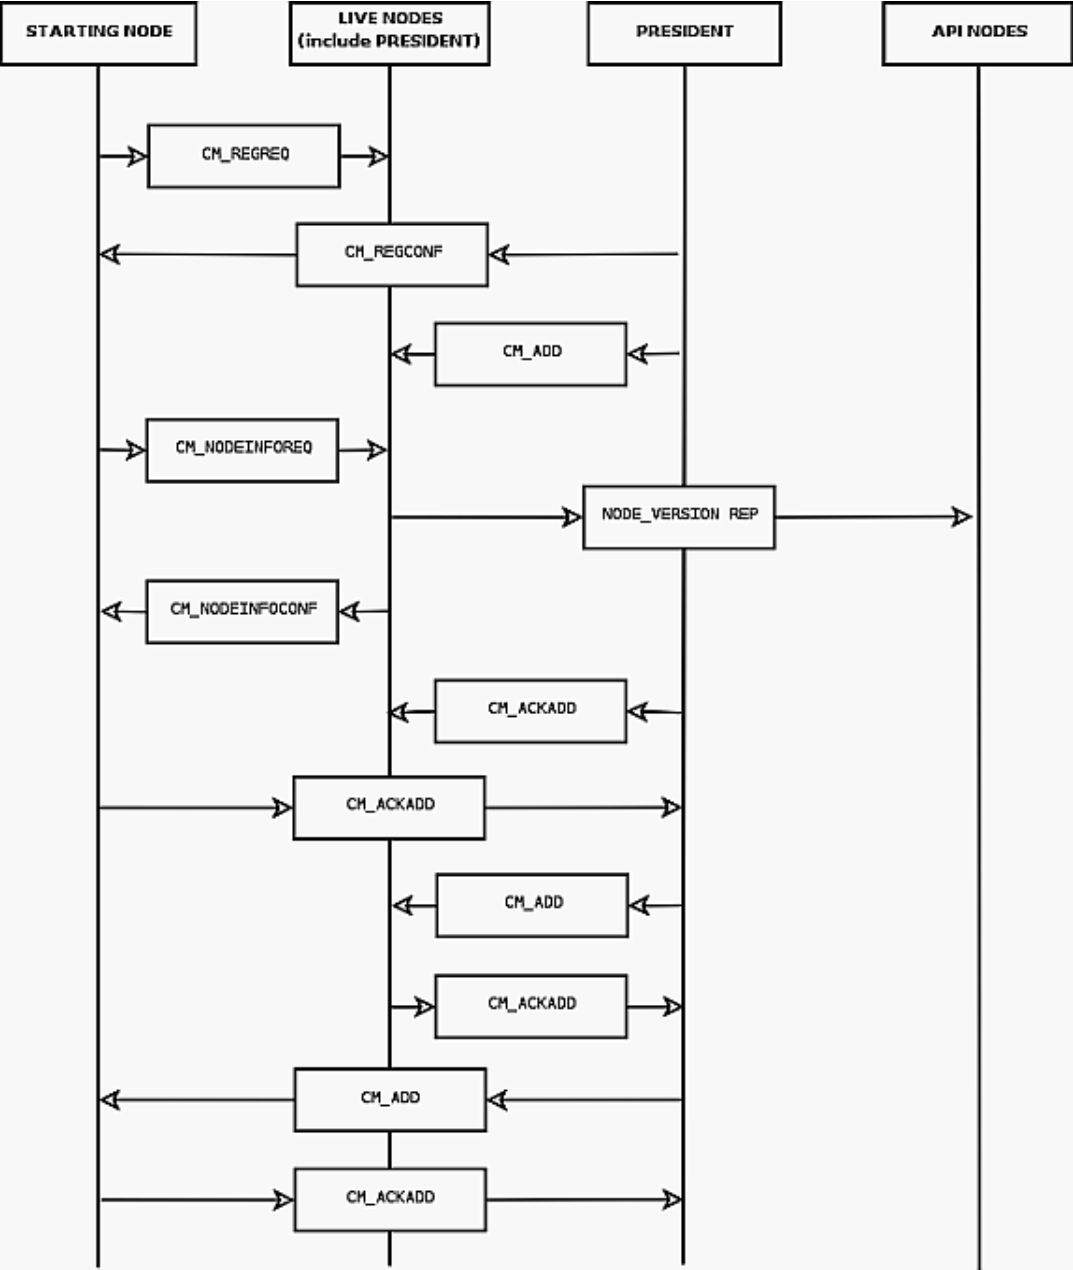 STARTING NODE
LIVE NODES
(include PRESIDENT)
PRESIDENT
API NODES
CM_REGREQ
CM_REGCONF
CM_ADD
CM_NODEINFOREQ
NODE_VERSION REP
CM_NODEINFOCONF
CM_ACKADD
CM_ACKADD
CM_ADD
CM_ACKADD
CM_ADD
CM_ACKADD